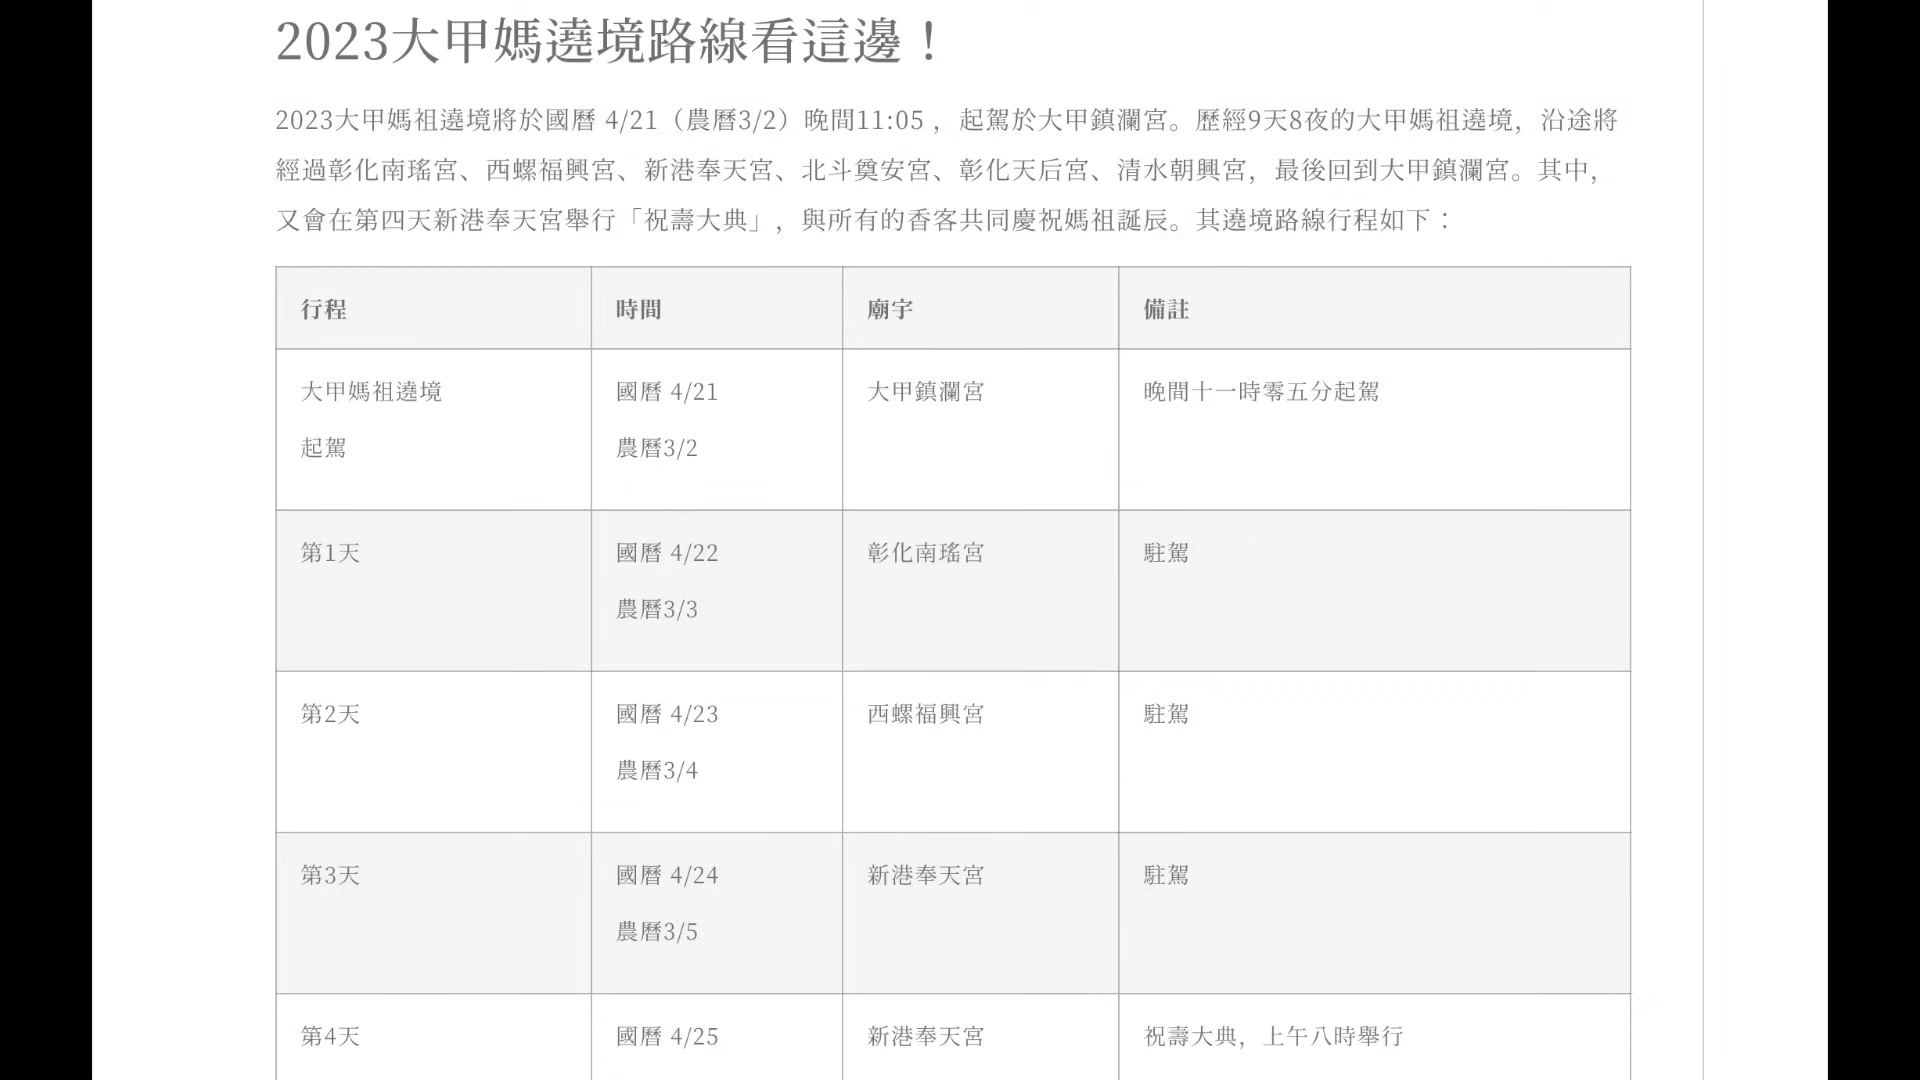 2023大甲媽遶境路線看這邊！
2023大甲媽祖遶境將於國曆 4/21（農曆3/2）晚間11:05 ，起駕於大甲鎮瀾宮。歷經9天8夜的大甲媽祖遶境，沿途將
經過彰化南瑤宮、西螺福興宮、新港奉天宮、北斗奠安宮、彰化天后宮、清水朝興宮，最後回到大甲鎮瀾宮。其中，
又會在第四天新港奉天宮舉行「祝壽大典」，與所有的香客共同慶祝媽祖誕辰。其遶境路線行程如下：
行程 時間 廟宇 備註
大甲媽祖遶境 國曆 4/21 大甲鎮瀾宮 晚間十一時零五分起駕
起駕 農曆3/2
第1天 國曆 4/22 彰化南瑤宮 駐駕
農曆3/3
第2天 國曆 4/23 西螺福興宮 駐駕
農曆3/4
第3天 國曆 4/24 新港奉天宮 駐駕
農曆3/5
第4天 國曆 4/25 新港奉天宮 祝壽大典，上午八時舉行